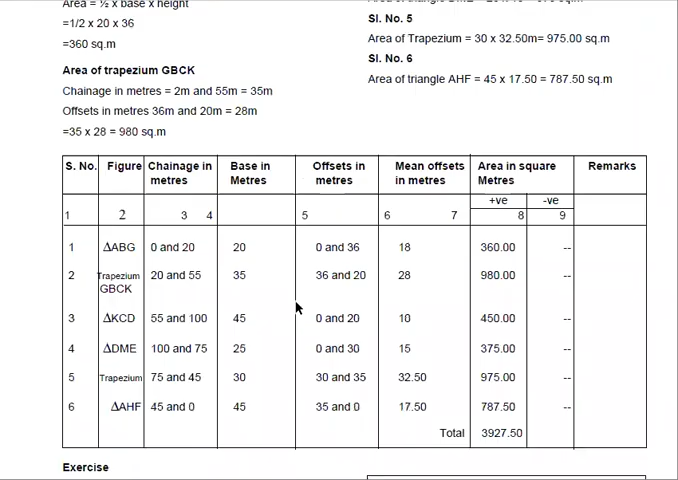 Area = ½ x base x height
=1/2 x 20 x 36
=360 sq.m
Area of trapezium GBCK
Chainage in metres = 2m and 55m = 35m
Offsets in metres 36m and 20m = 28m
=35 x 28 = 980 sq.m
Sl. No. 5
Area of Trapezium = 30 x 32.50m= 975.00 sq.m
Sl. No. 6
Area of triangle AHF = 45 x 17.50 = 787.50 sq.m
S. No. Figure Chainage in metres Base in Metres Offsets in metres Mean offsets in metres Area in square Metres Remarks
+ve -ve
1 2 3 4 5 6 7 8 9
1 ΔABG 0 and 20 20 0 and 36 18 360.00 --
2 Trapezium GBCK 20 and 55 35 36 and 20 28 980.00 --
3 ΔKCD 55 and 100 45 0 and 20 10 450.00 --
4 ΔDME 100 and 75 25 0 and 30 15 375.00 --
5 Trapezium 75 and 45 30 30 and 35 32.50 975.00 --
6 ΔAHF 45 and 0 45 35 and 0 17.50 787.50 --
Total 3927.50
Exercise